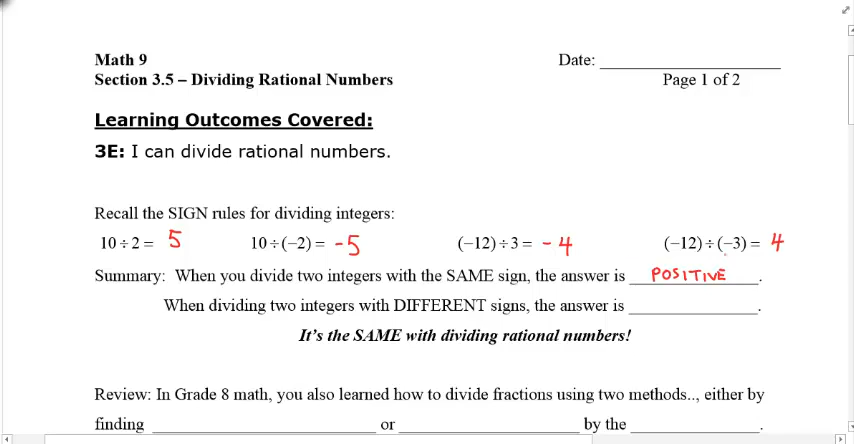 Math 9 Date: ____________________
Section 3.5 – Dividing Rational Numbers Page 1 of 2
Learning Outcomes Covered:
3E: I can divide rational numbers.
Recall the SIGN rules for dividing integers:
10 ÷ 2 = 5 10 ÷ (−2) = -5 (−12) ÷ 3 = -4 (−12) ÷ (−3) = 4
Summary: When you divide two integers with the SAME sign, the answer is POSITIVE.
When dividing two integers with DIFFERENT signs, the answer is ______________.
It's the SAME with dividing rational numbers!
Review: In Grade 8 math, you also learned how to divide fractions using two methods.., either by
finding ________________________ or ___________________ by the ______________.